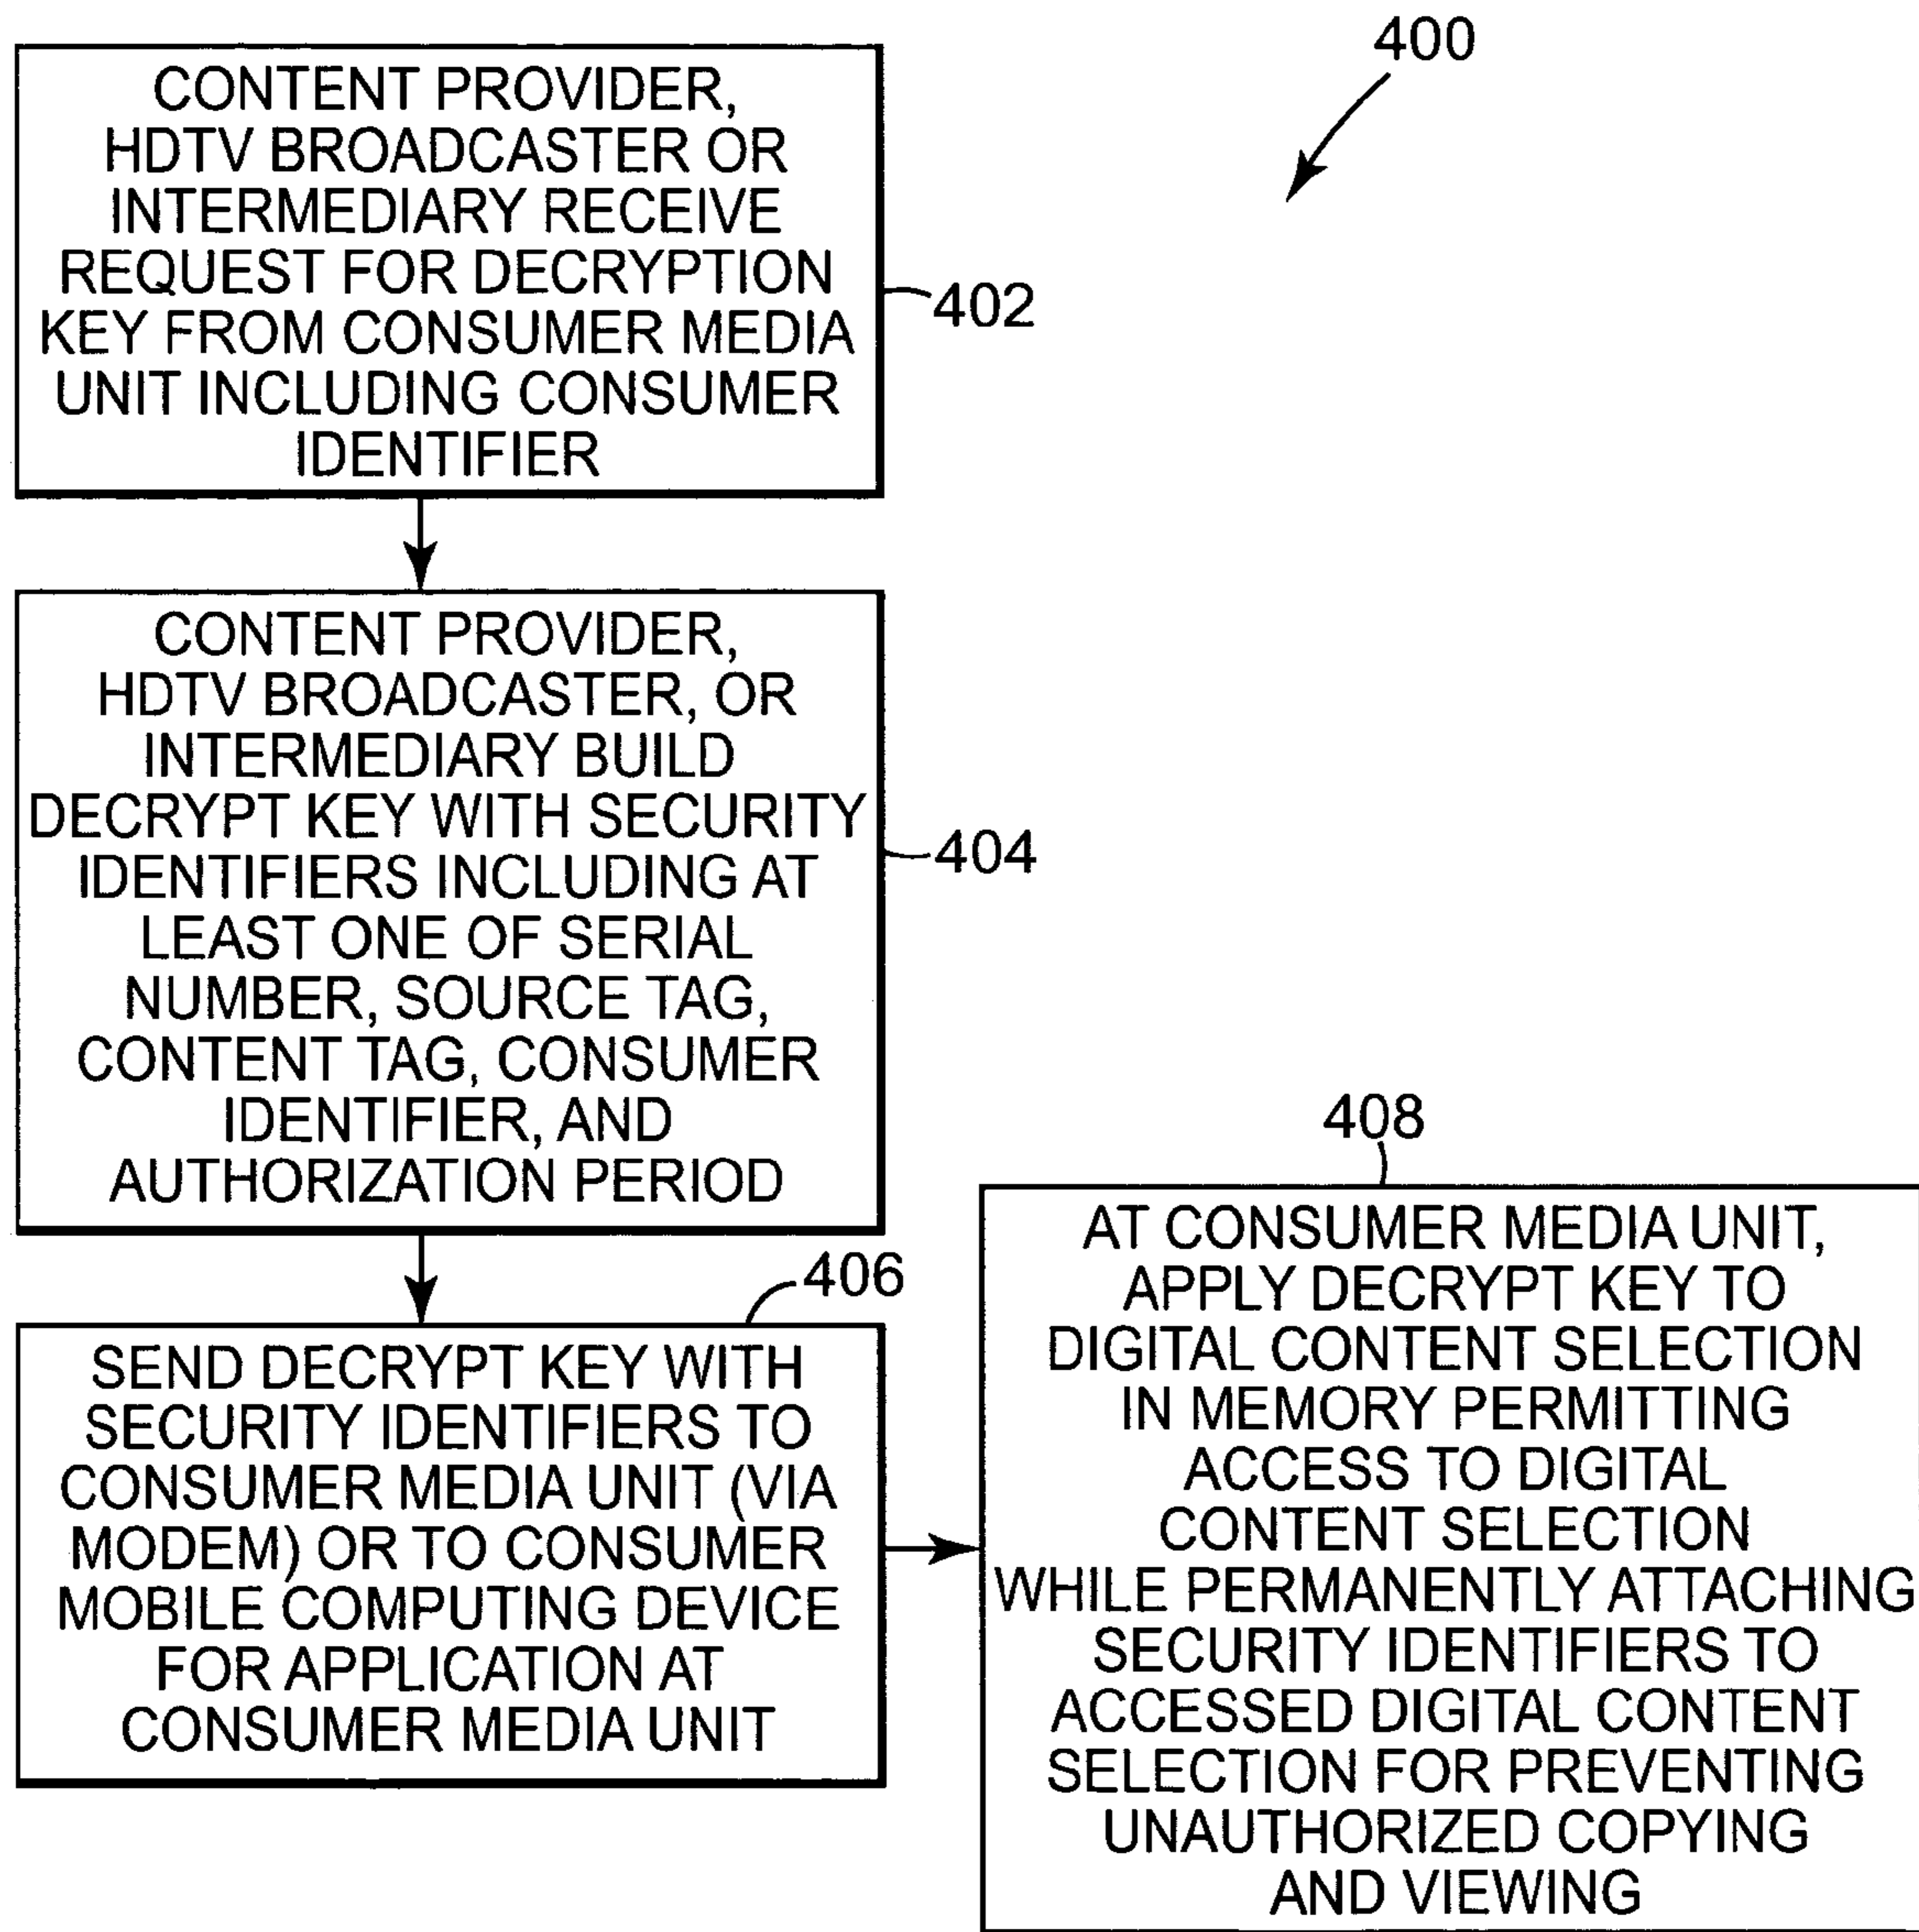 400
CONTENT PROVIDER,
HDTV BROADCASTER OR
INTERMEDIARY RECEIVE
REQUEST FOR DECRYPTION
KEY FROM CONSUMER MEDIA
UNIT INCLUDING CONSUMER
IDENTIFIER
402
CONTENT PROVIDER,
HDTV BROADCASTER, OR
INTERMEDIARY BUILD
DECRYPT KEY WITH SECURITY
IDENTIFIERS INCLUDING AT
LEAST ONE OF SERIAL
NUMBER, SOURCE TAG,
CONTENT TAG, CONSUMER
IDENTIFIER, AND
AUTHORIZATION PERIOD
404
406
SEND DECRYPT KEY WITH
SECURITY IDENTIFIERS TO
CONSUMER MEDIA UNIT (VIA
MODEM) OR TO CONSUMER
MOBILE COMPUTING DEVICE
FOR APPLICATION AT
CONSUMER MEDIA UNIT
408
AT CONSUMER MEDIA UNIT,
APPLY DECRYPT KEY TO
DIGITAL CONTENT SELECTION
IN MEMORY PERMITTING
ACCESS TO DIGITAL
CONTENT SELECTION
WHILE PERMANENTLY ATTACHING
SECURITY IDENTIFIERS TO
ACCESSED DIGITAL CONTENT
SELECTION FOR PREVENTING
UNAUTHORIZED COPYING
AND VIEWING